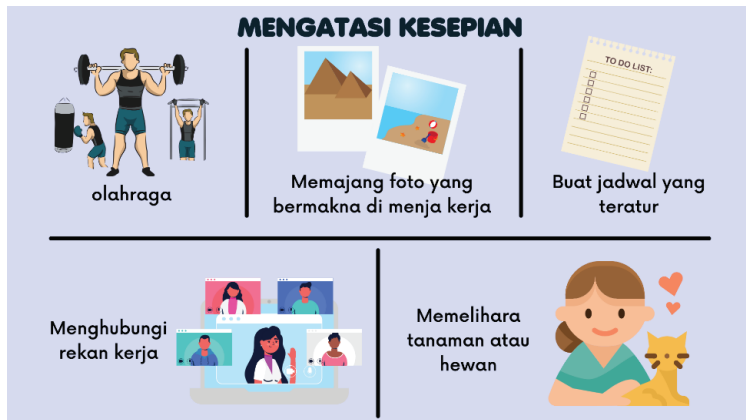 MENGATASI KESEPIAN
olahraga
Memajang foto yang
bermakna di menja kerja
TO DO LIST:
Buat jadwal yang
teratur
Menghubungi
rekan kerja
Memelihara
tanaman atau
hewan